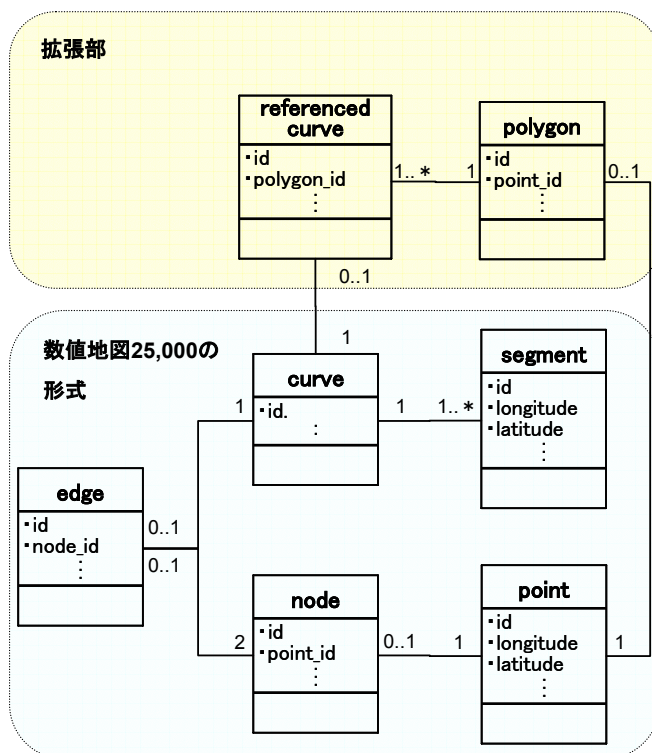 拡張部
referenced
curve
・id
・polygon_id
⋮
1..*
1
polygon
・id
・point_id
⋮
0..1
0..1
数値地図25,000の
形式
1
curve
・id.
:
1
1
1..*
segment
・id
・longitude
・latitude
⋮
edge
・id
・node_id
⋮
0..1
0..1
2
node
・id
・point_id
⋮
0..1
1
point
・id
・longitude
・latitude
⋮
1